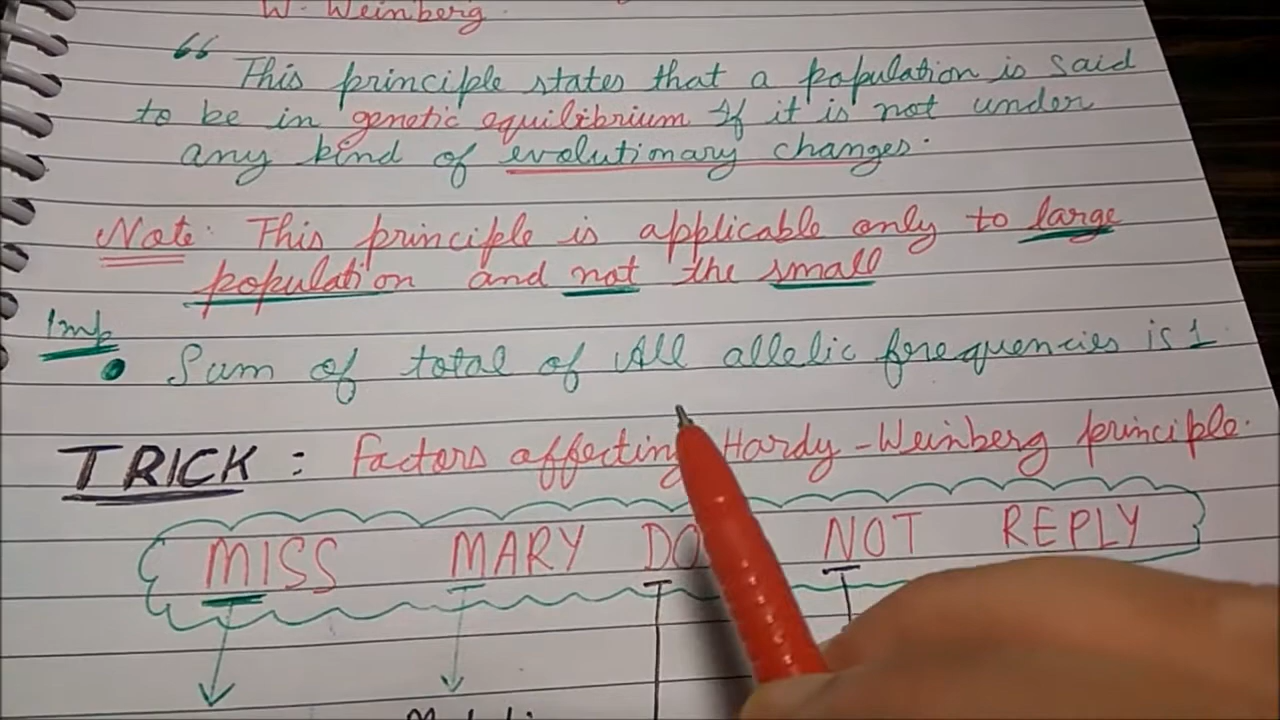 W. Weinberg
“ This principle states that a population is said
to be in genetic equilibrium if it is not under
any kind of evolutionary changes.
Note: This principle is applicable only to large
population and not the small
Imp
• Sum of total of All allelic frequencies is 1
TRICK : Factors affecting Hardy-Weinberg principle.
MISS MARY DO NOT REPLY